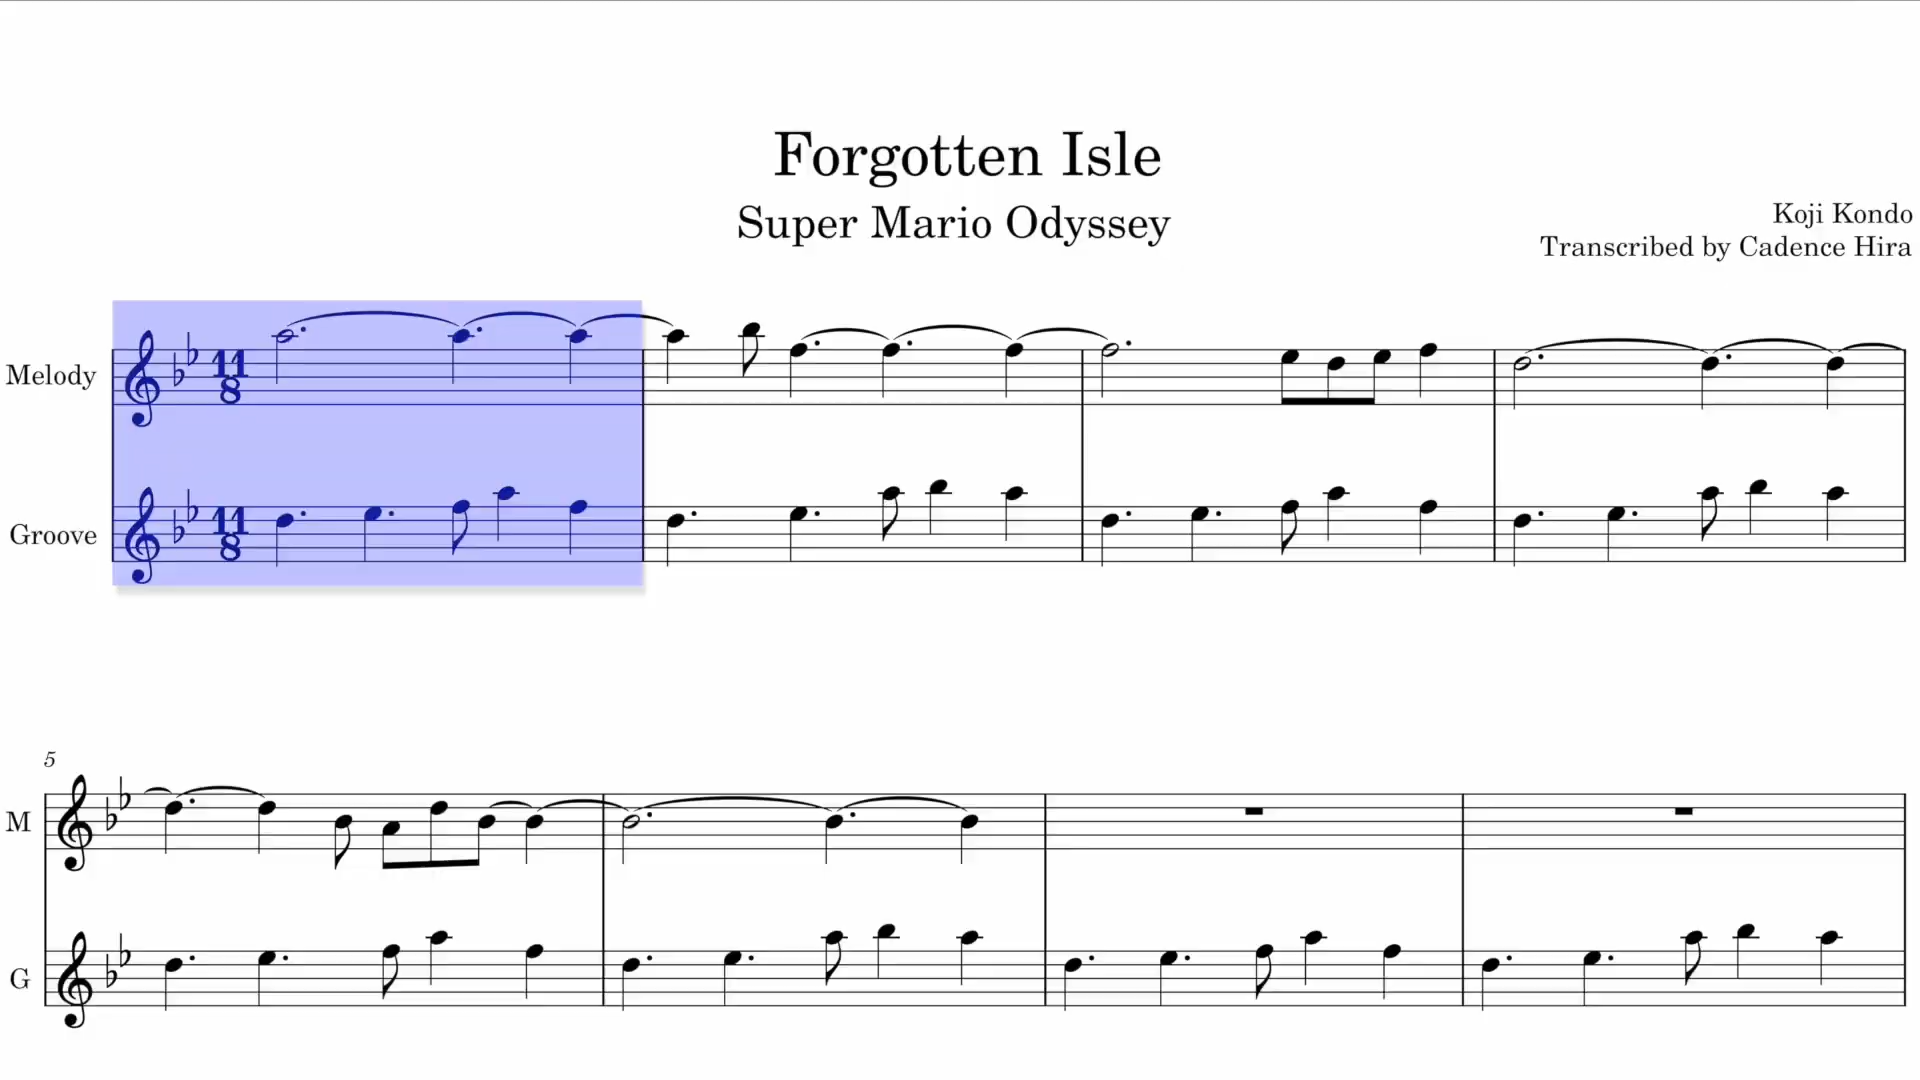 Forgotten Isle
Super Mario Odyssey
Koji Kondo
Transcribed by Cadence Hira
Melody
11
8
Groove
11
8
5
M
G